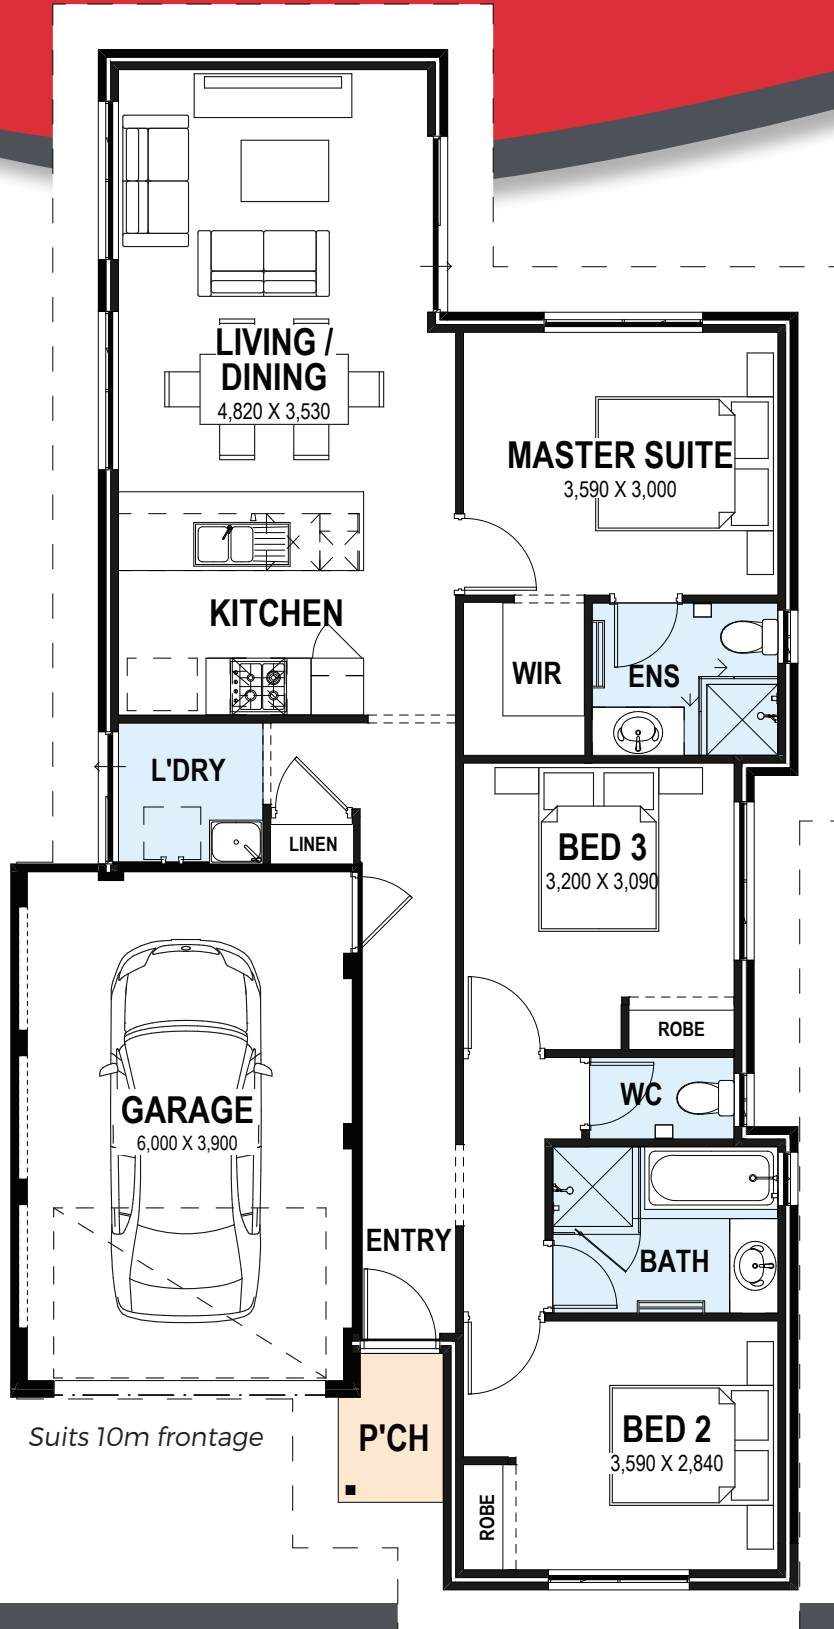 LIVING /
DINING
4,820 X 3,530
MASTER SUITE
3,590 X 3,000
KITCHEN
WIR
ENS
L'DRY
LINEN
BED 3
3,200 X 3,090
ROBE
WC
GARAGE
6,000 X 3,900
ENTRY
BATH
Suits 10m frontage
P'CH
BED 2
3,590 X 2,840
ROBE